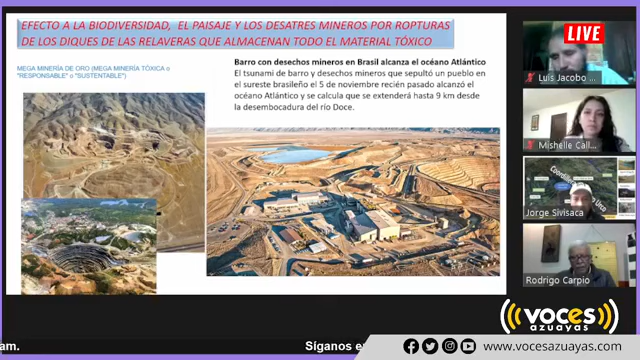 EFECTO A LA BIODIVERSIDAD, EL PAISAJE Y LOS DESATRES MINEROS POR ROPTURAS
DE LOS DIQUES DE LAS RELAVERAS QUE ALMACENAN TODO EL MATERIAL TÓXICO
MEGA MINERÍA DE ORO (MEGA MINERÍA TÓXICA o
"RESPONSABLE" o "SUSTENTABLE")
Barro con desechos mineros en Brasil alcanza el océano Atlántico
El tsunami de barro y desechos mineros que sepultó un pueblo en
el sureste brasileño el 5 de noviembre recién pasado alcanzó el
océano Atlántico y se calcula que se extenderá hasta 9 km desde
la desembocadura del río Doce.
LIVE
Luis Jacobo ...
Mishelle Call...
Cordillera
Jorge Sivisaca
Rodrigo Carpio
voces
azuayas
am.
Síganos e
www.vocesazuayas.com